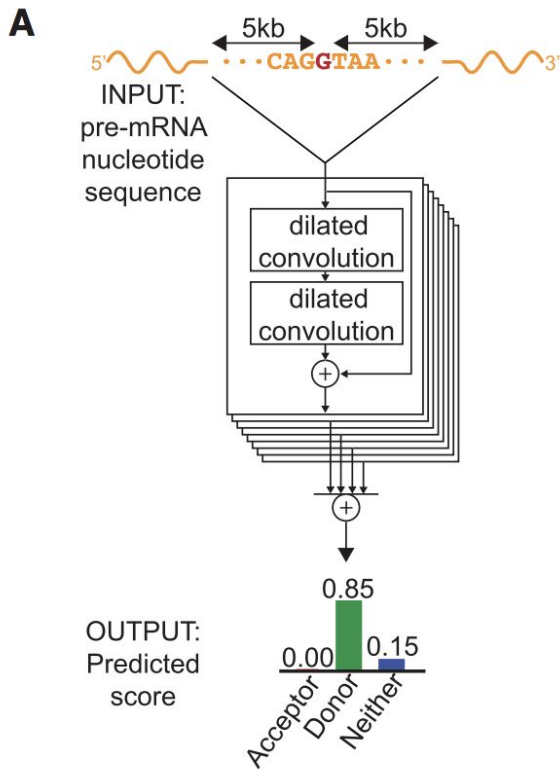 A
5kb 5kb
5' ····CAGGTAA··· 3'
INPUT:
pre-mRNA
nucleotide
sequence
dilated
convolution
dilated
convolution
+
+
OUTPUT:
Predicted
score
0.00 0.85 0.15
Acceptor Donor Neither